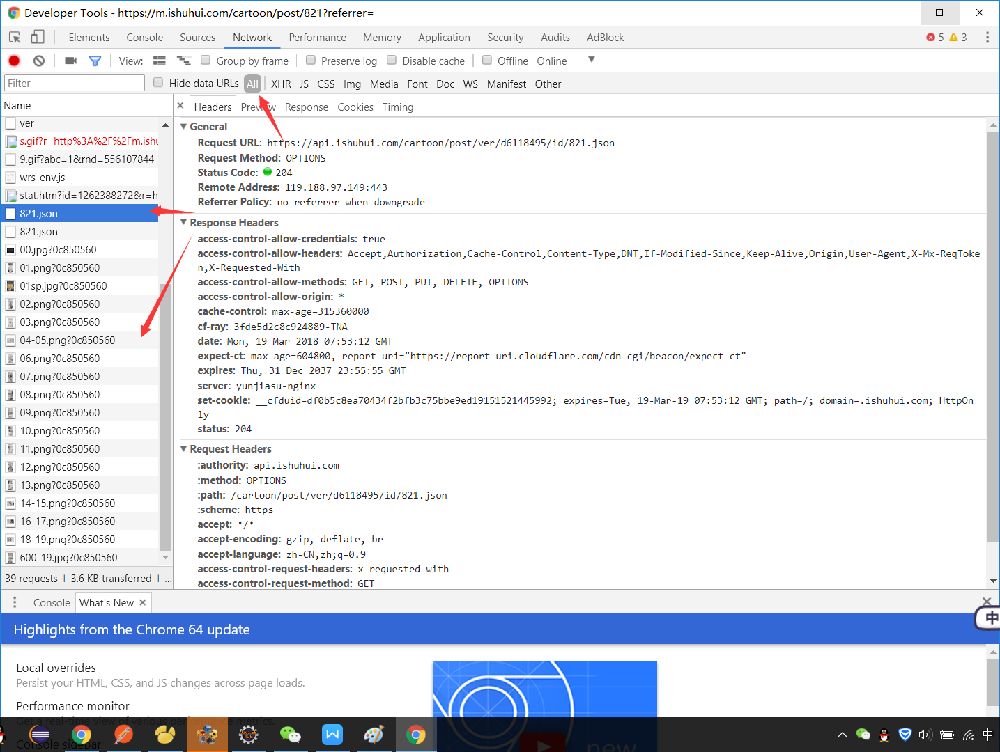 Developer Tools - https://m.ishuhui.com/cartoon/post/821?referrer=
Elements Console Sources Network Performance Memory Application Security Audits AdBlock 5 3
View: Group by frame Preserve log Disable cache Offline Online
Filter Hide data URLs All XHR JS CSS Img Media Font Doc WS Manifest Other
Name
ver
s.gif?r=http%3A%2F%2Fm.ishu
9.gif?abc=1&rnd=556107844
wrs_env.js
stat.htm?id=1262388272&r=h
821.json
821.json
00.jpg?0c850560
01.png?0c850560
01sp.jpg?0c850560
02.png?0c850560
03.png?0c850560
04-05.png?0c850560
06.png?0c850560
07.png?0c850560
08.png?0c850560
09.png?0c850560
10.png?0c850560
11.png?0c850560
12.png?0c850560
13.png?0c850560
14-15.png?0c850560
16-17.png?0c850560
18-19.png?0c850560
600-19.jpg?0c850560
39 requests | 3.6 KB transferred | ...
Headers Preview Response Cookies Timing
General
Request URL: https://api.ishuhui.com/cartoon/post/ver/d6118495/id/821.json
Request Method: OPTIONS
Status Code: 204
Remote Address: 119.188.97.149:443
Referrer Policy: no-referrer-when-downgrade
Response Headers
access-control-allow-credentials: true
access-control-allow-headers: Accept,Authorization,Cache-Control,Content-Type,DNT,If-Modified-Since,Keep-Alive,Origin,User-Agent,X-Mx-ReqToke
n,X-Requested-With
access-control-allow-methods: GET, POST, PUT, DELETE, OPTIONS
access-control-allow-origin: *
cache-control: max-age=315360000
cf-ray: 3fde5d2c8c924889-TNA
date: Mon, 19 Mar 2018 07:53:12 GMT
expect-ct: max-age=604800, report-uri="https://report-uri.cloudflare.com/cdn-cgi/beacon/expect-ct"
expires: Thu, 31 Dec 2037 23:55:55 GMT
server: yunjiasu-nginx
set-cookie: __cfduid=df0b5c8ea70434f2bfb3c75bbe9ed19151521445992; expires=Tue, 19-Mar-19 07:53:12 GMT; path=/; domain=.ishuhui.com; HttpOn
ly
status: 204
Request Headers
:authority: api.ishuhui.com
:method: OPTIONS
:path: /cartoon/post/ver/d6118495/id/821.json
:scheme: https
accept: */*
accept-encoding: gzip, deflate, br
accept-language: zh-CN,zh;q=0.9
access-control-request-headers: x-requested-with
access-control-request-method: GET
Console What's New
中
Highlights from the Chrome 64 update
Local overrides
Persist your HTML, CSS, and JS changes across page loads.
Performance monitor
Get a real-time view of various performance metrics.
Console sidebar
new
中